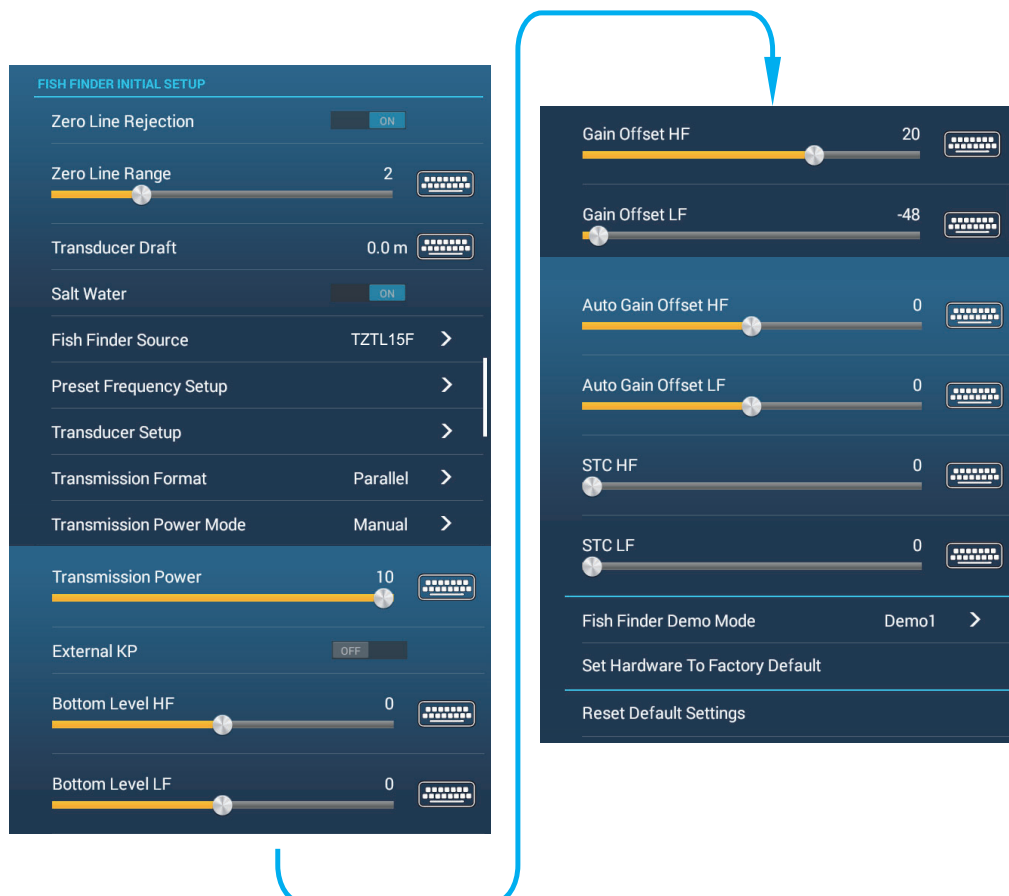 FISH FINDER INITIAL SETUP
Zero Line Rejection ON
Zero Line Range 2
Transducer Draft 0.0 m
Salt Water ON
Fish Finder Source TZTL15F
Preset Frequency Setup
Transducer Setup
Transmission Format Parallel
Transmission Power Mode Manual
Transmission Power 10
External KP OFF
Bottom Level HF 0
Bottom Level LF 0
Gain Offset HF 20
Gain Offset LF -48
Auto Gain Offset HF 0
Auto Gain Offset LF 0
STC HF 0
STC LF 0
Fish Finder Demo Mode Demo1
Set Hardware To Factory Default
Reset Default Settings